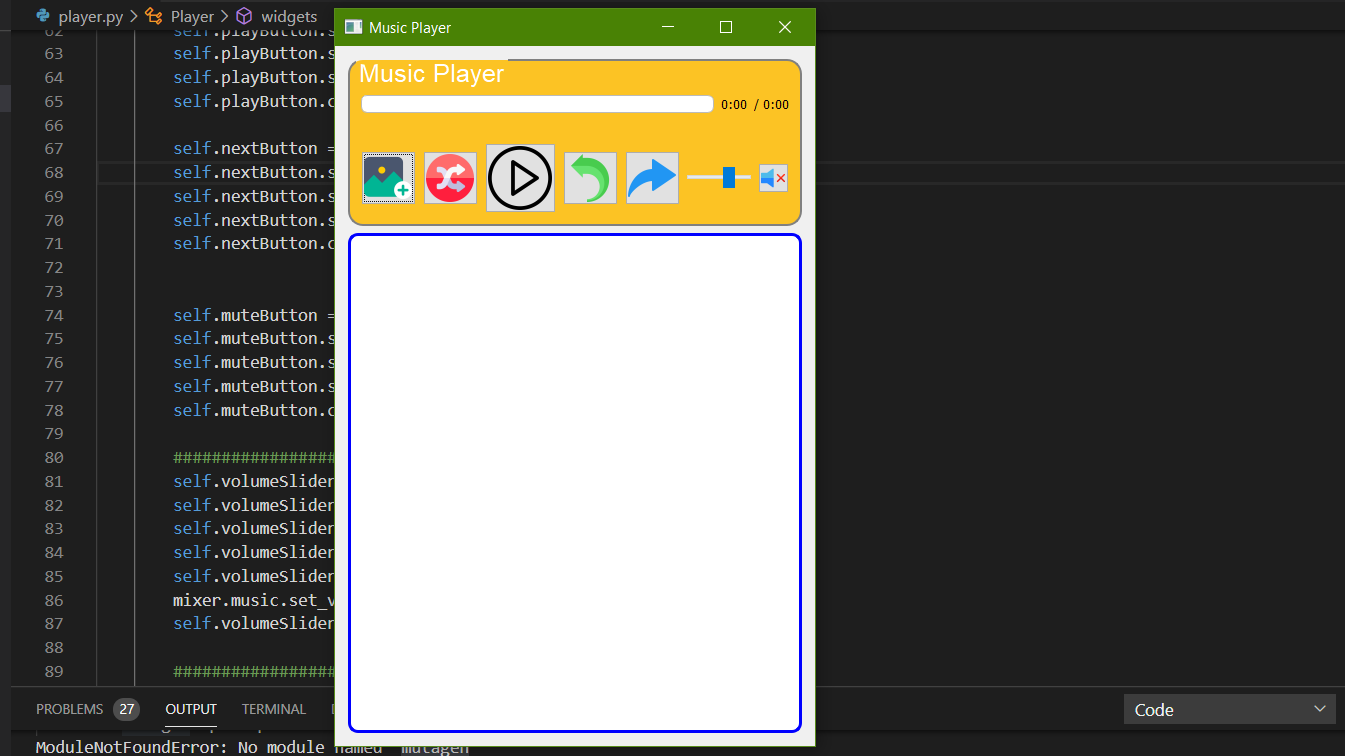 player.py > Player > widgets
Music Player
62 self.playButton.s
63 self.playButton.s
64 self.playButton.s
65 self.playButton.c
66
67 self.nextButton =
68 self.nextButton.s
69 self.nextButton.s
70 self.nextButton.s
71 self.nextButton.c
72
73
74 self.muteButton =
75 self.muteButton.s
76 self.muteButton.s
77 self.muteButton.s
78 self.muteButton.c
79
80 #################
81 self.volumeSlider
82 self.volumeSlider
83 self.volumeSlider
84 self.volumeSlider
85 self.volumeSlider
86 mixer.music.set_v
87 self.volumeSlider
88
89 #################
Music Player
0:00 / 0:00
PROBLEMS 27 OUTPUT TERMINAL
Code
ModuleNotFoundError: No module named 'mutagen'